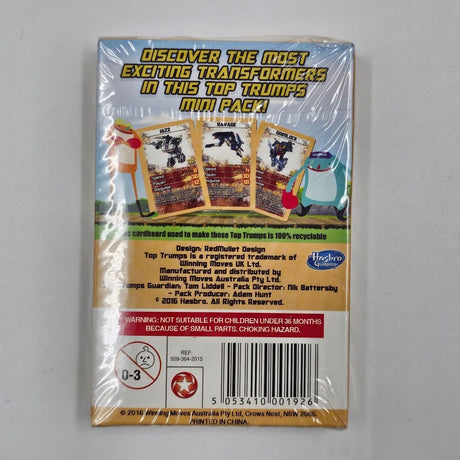 DISCOVER THE MOST
EXCITING TRANSFORMERS
IN THIS TOP TRUMPS
MINI PACK!
JAZZ
RAVAGE
GRIMLOCK
cardboard used to make these Top Trumps is 100% recyclable
Design: RedMullet Design
Top Trumps is a registered trademark of
Winning Moves UK Ltd.
Manufactured and distributed by
Winning Moves Australia Pty Ltd.
Trumps Guardian: Tom Liddell - Pack Director: Nik Battersby
- Pack Producer: Adam Hunt
© 2016 Hasbro. All Rights Reserved.
Hasbro
WARNING: NOT SUITABLE FOR CHILDREN UNDER 36 MONTHS
BECAUSE OF SMALL PARTS. CHOKING HAZARD.
0-3
REF:
509-364-2015
5 053410 001926
© 2016 Winning Moves Australia Pty Ltd, Crows Nest, NSW 2065.
PRINTED IN CHINA.